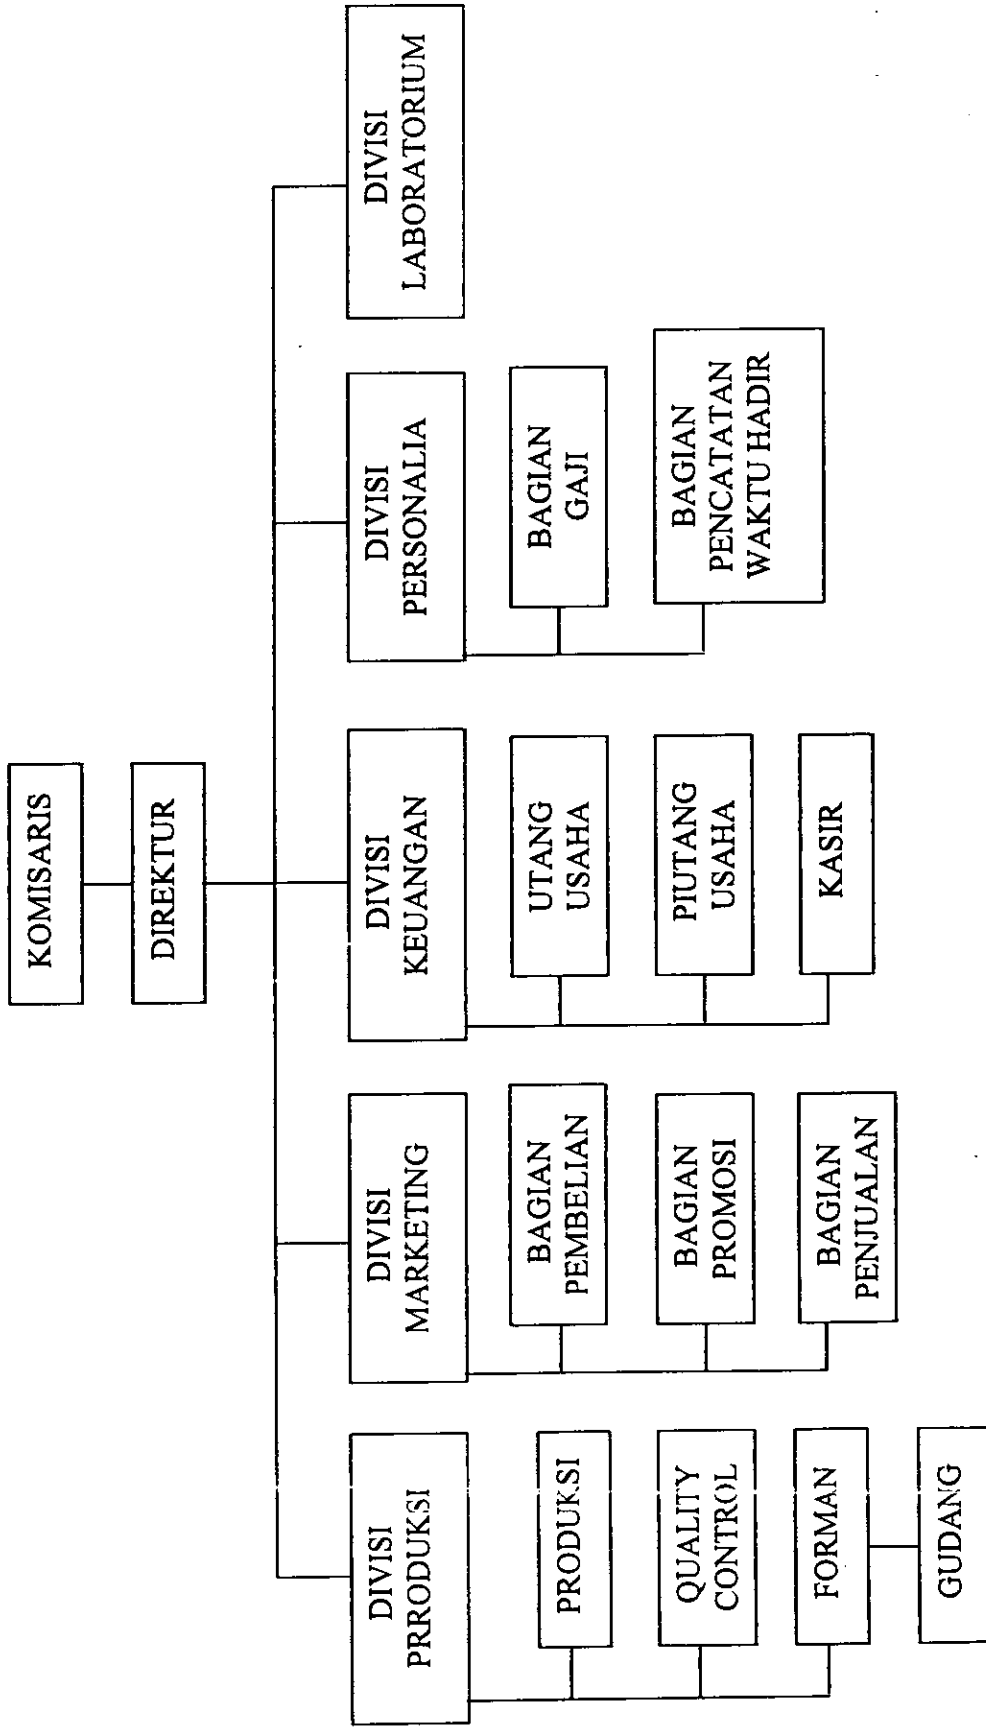 KOMISARIS
DIREKTUR
DIVISI
PRRODUKSI
PRODUKSI
QUALITY
CONTROL
FORMAN
GUDANG
DIVISI
MARKETING
BAGIAN
PEMBELIAN
BAGIAN
PROMOSI
BAGIAN
PENJUALAN
DIVISI
KEUANGAN
UTANG
USAHA
PIUTANG
USAHA
KASIR
DIVISI
PERSONALIA
BAGIAN
GAJI
BAGIAN
PENCATATAN
WAKTU HADIR
DIVISI
LABORATORIUM